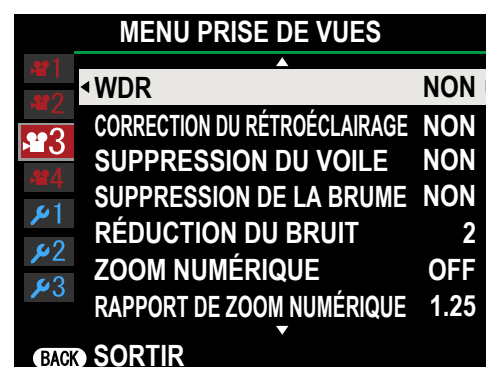 MENU PRISE DE VUES
1
2
3
4
1
2
3
WDR NON
CORRECTION DU RÉTROÉCLAIRAGE NON
SUPPRESSION DU VOILE NON
SUPPRESSION DE LA BRUME NON
RÉDUCTION DU BRUIT 2
ZOOM NUMÉRIQUE OFF
RAPPORT DE ZOOM NUMÉRIQUE 1.25
BACK SORTIR